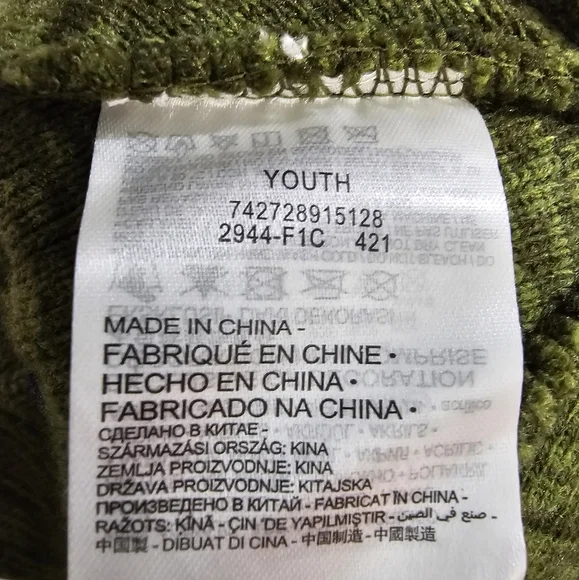 YOUTH
742728915128
2944-F1C 421
MADE IN CHINA -
FABRIQUÉ EN CHINE •
HECHO EN CHINA •
FABRICADO NA CHINA •
СДЕЛАНО В КИТАЕ -
SZÁRMAZÁSI ORSZÁG: KINA
ZEMLJA PROIZVODNJE: KINA
DRŽAVA PROIZVODNJE: KITAJSKA
ПРОИЗВЕДЕНО В КИТАЙ - FABRICAT ÎN CHINA -
RAŽOTS: ĶĪNĀ - ÇIN 'DE YAPILMIŞTIR - صنع في الصين -
中国製 - DIBUAT DI CINA - 中国制造 - 中國製造